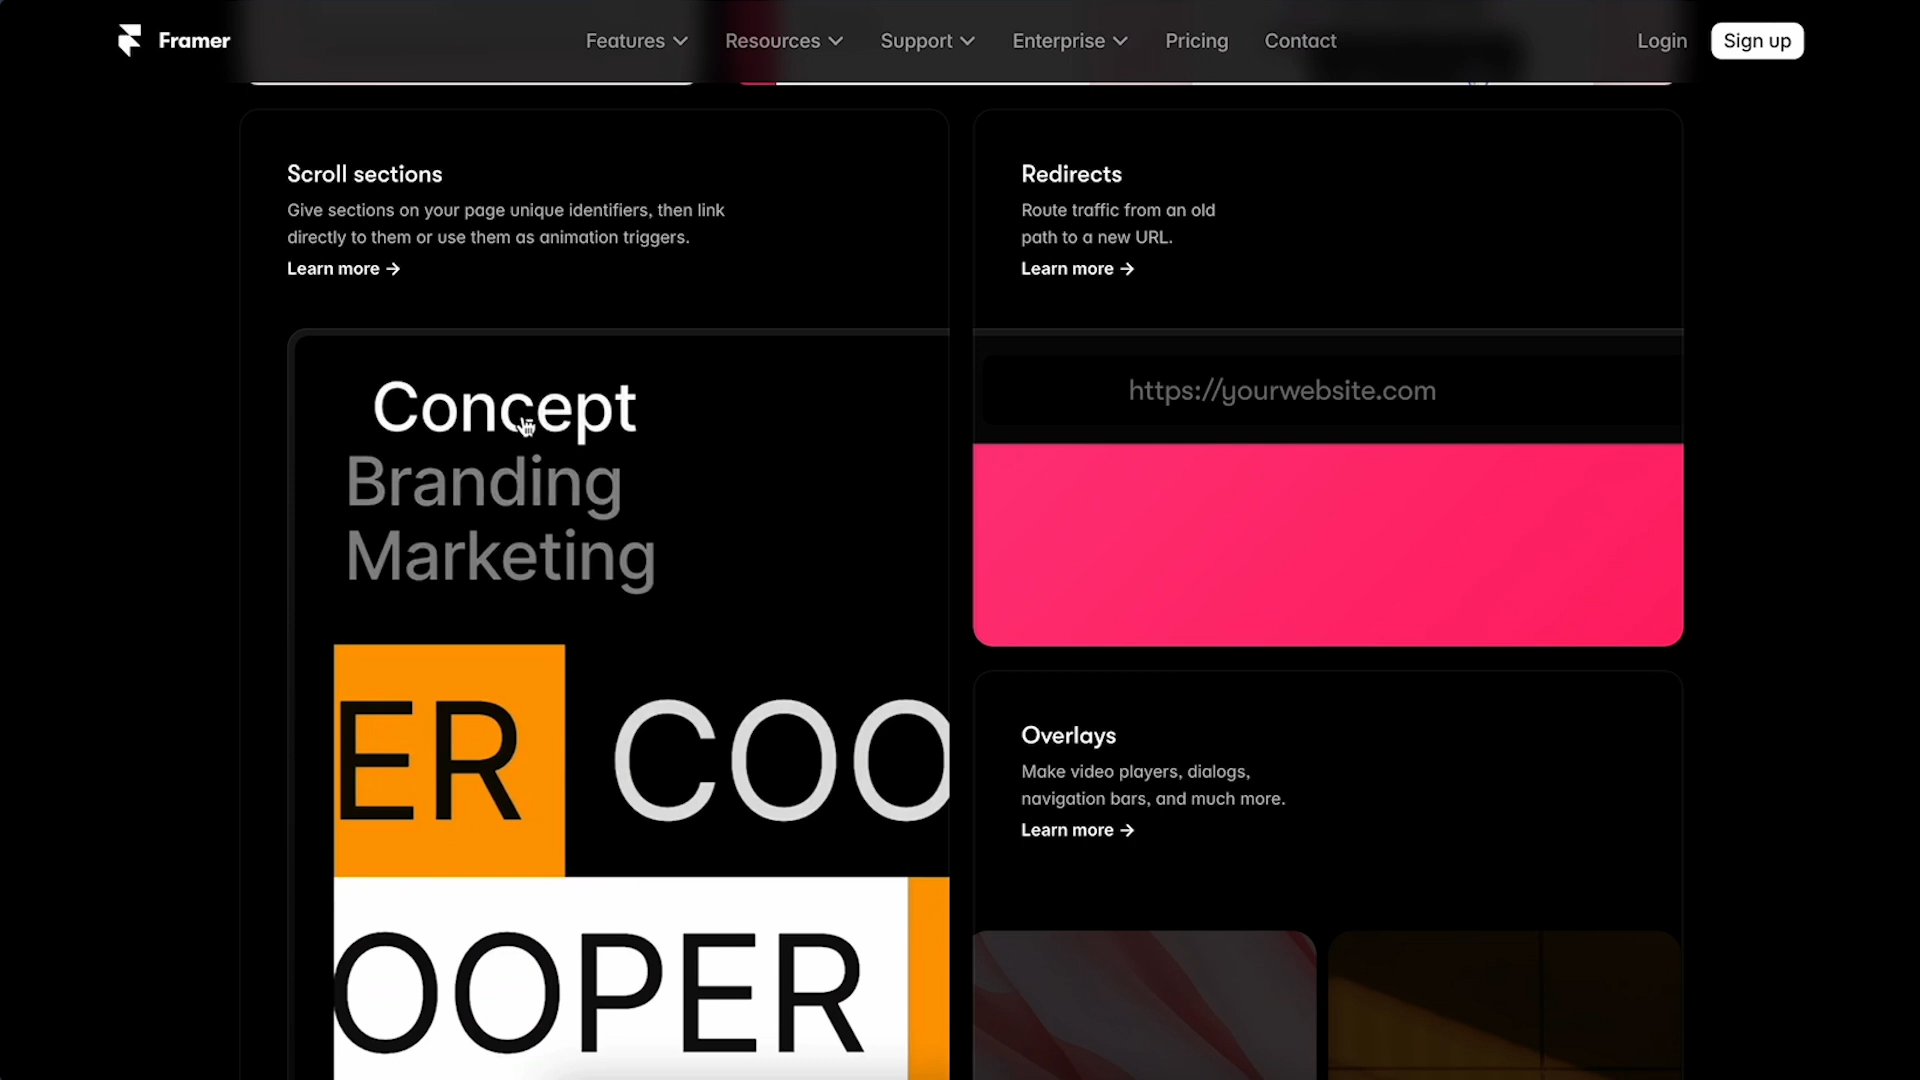 Framer
Features
Resources
Support
Enterprise
Pricing
Contact
Login
Sign up
Scroll sections
Give sections on your page unique identifiers, then link
directly to them or use them as animation triggers.
Learn more →
Concept
Branding
Marketing
ER COO
OOPER
Redirects
Route traffic from an old
path to a new URL.
Learn more →
https://yourwebsite.com
Overlays
Make video players, dialogs,
navigation bars, and much more.
Learn more →